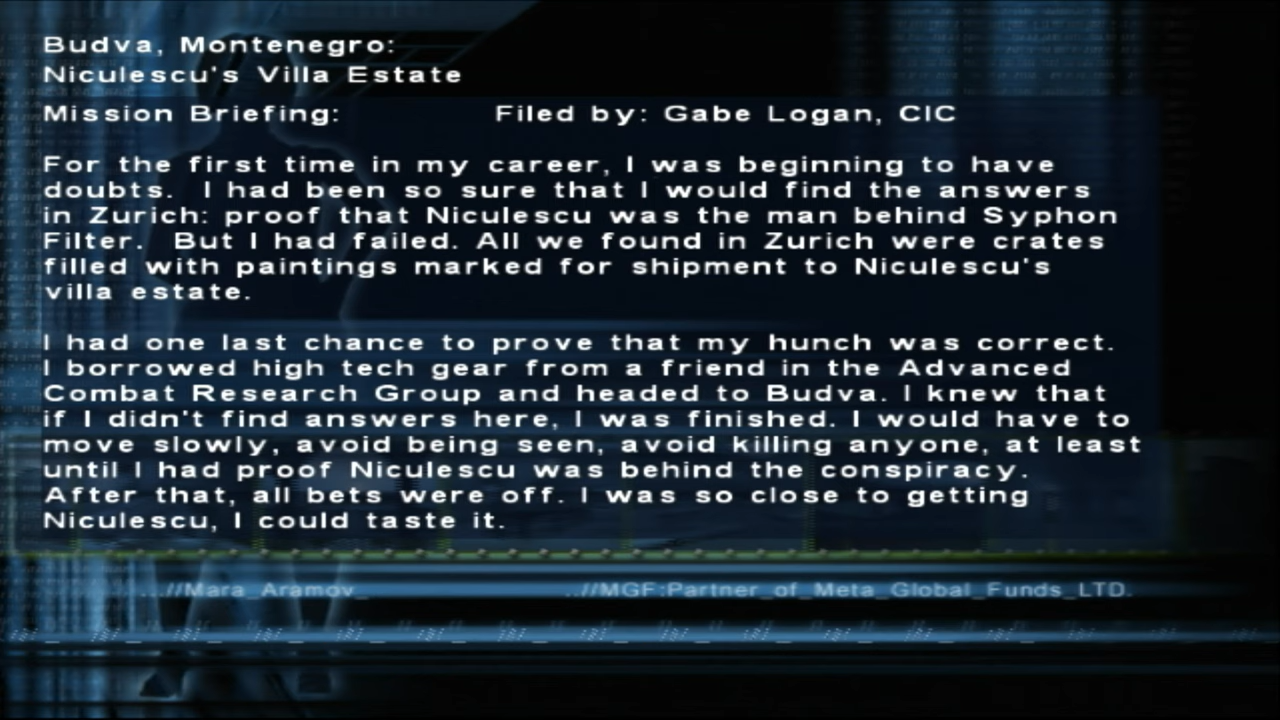 Budva, Montenegro:
Niculescu's Villa Estate
Mission Briefing: Filed by: Gabe Logan, CIC
For the first time in my career, I was beginning to have
doubts. I had been so sure that I would find the answers
in Zurich: proof that Niculescu was the man behind Syphon
Filter. But I had failed. All we found in Zurich were crates
filled with paintings marked for shipment to Niculescu's
villa estate.
I had one last chance to prove that my hunch was correct.
I borrowed high tech gear from a friend in the Advanced
Combat Research Group and headed to Budva. I knew that
if I didn't find answers here, I was finished. I would have to
move slowly, avoid being seen, avoid killing anyone, at least
until I had proof Niculescu was behind the conspiracy.
After that, all bets were off. I was so close to getting
Niculescu, I could taste it.
...//Mara_Aramov_ ..//MGF:Partner_of_Meta_Global_Funds_LTD.